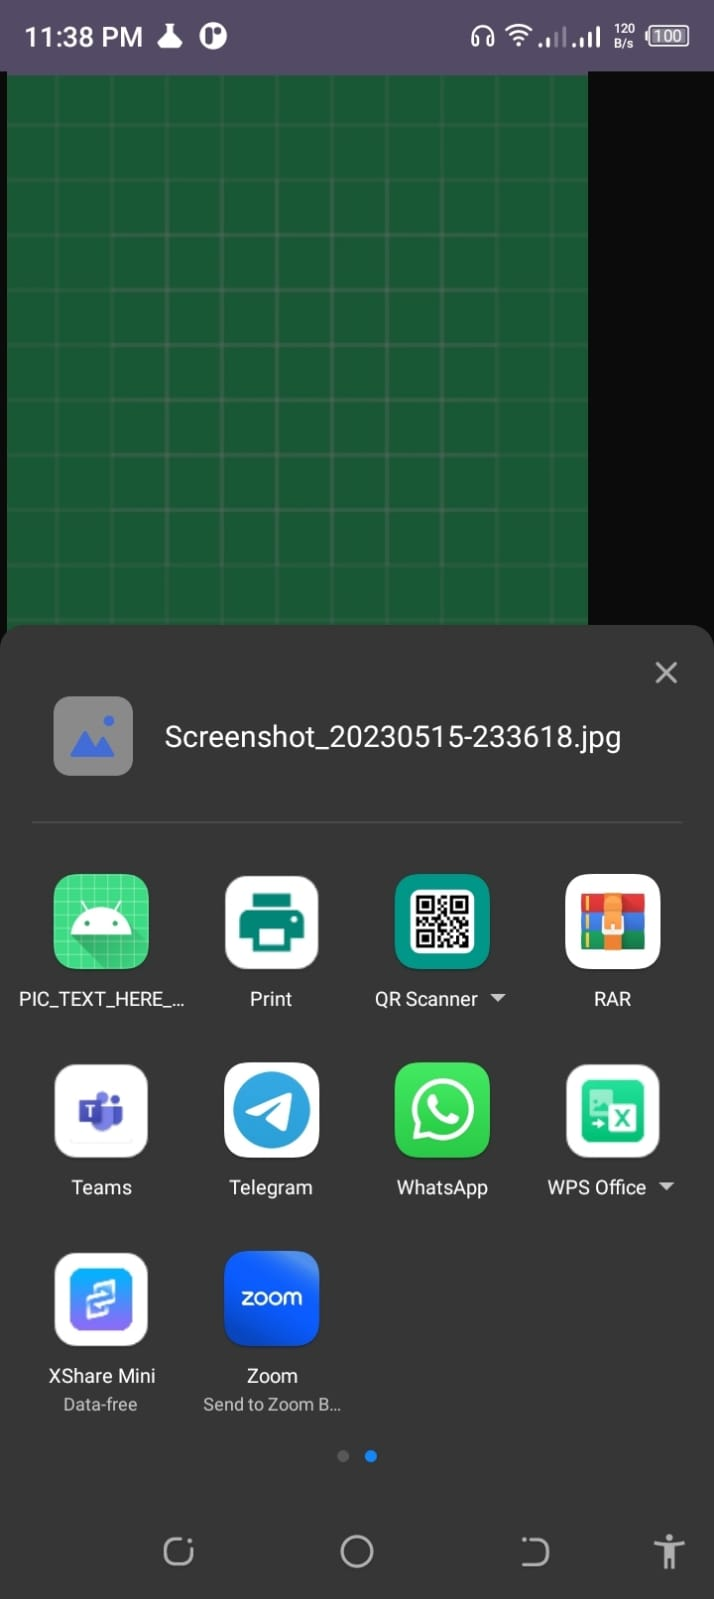 11:38 PM 120 B/s 100
Screenshot_20230515-233618.jpg
PIC_TEXT_HERE_... Print QR Scanner RAR
Teams Telegram WhatsApp WPS Office
zoom
XShare Mini Zoom
Data-free Send to Zoom B...